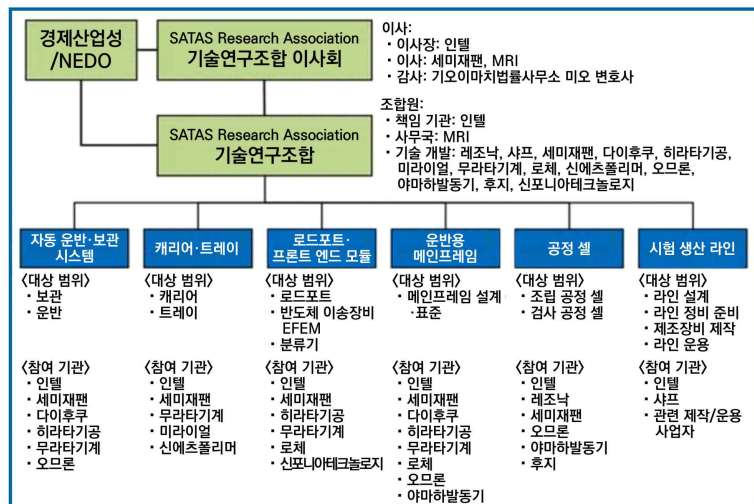 경제산업성
/NEDO
SATAS Research Association
기술연구조합 이사회
이사:
· 이사장: 인텔
· 이사: 세미재팬, MRI
· 감사: 기오이마치법률사무소 미오 변호사
SATAS Research Association
기술연구조합
조합원:
· 책임 기관: 인텔
· 사무국: MRI
· 기술 개발: 레조낙, 샤프, 세미재팬, 다이후쿠, 히라타기공,
미라이얼, 무라타기계, 로체, 신에츠폴리머, 오므론,
야마하발동기, 후지, 신포니아테크놀로지
자동 운반·보관
시스템
〈대상 범위〉
· 보관
· 운반
〈참여 기관〉
· 인텔
· 세미재팬
· 다이후쿠
· 히라타기공
· 무라타기계
· 오므론
캐리어·트레이
〈대상 범위〉
· 캐리어
· 트레이
〈참여 기관〉
· 인텔
· 세미재팬
· 무라타기계
· 미라이얼
· 신에츠폴리머
로드포트·
프론트 엔드 모듈
〈대상 범위〉
· 로드포트
· 반도체 이송장비
EFEM
· 분류기
〈참여 기관〉
· 인텔
· 세미재팬
· 히라타기공
· 무라타기계
· 로체
· 신포니아테크놀로지
운반용
메인프레임
〈대상 범위〉
· 메인프레임 설계·
·표준
〈참여 기관〉
· 인텔
· 세미재팬
· 다이후쿠
· 히라타기공
· 무라타기계
· 로체
· 오므론
· 야마하발동기
공정 셀
〈대상 범위〉
· 조립 공정 셀
· 검사 공정 셀
〈참여 기관〉
· 인텔
· 레조낙
· 세미재팬
· 오므론
· 야마하발동기
· 후지
시험 생산 라인
〈대상 범위〉
· 라인 설계
· 라인 정비 준비
· 제조장비 제작
· 라인 운용
〈참여 기관〉
· 인텔
· 샤프
· 관련 제작/운용
사업자